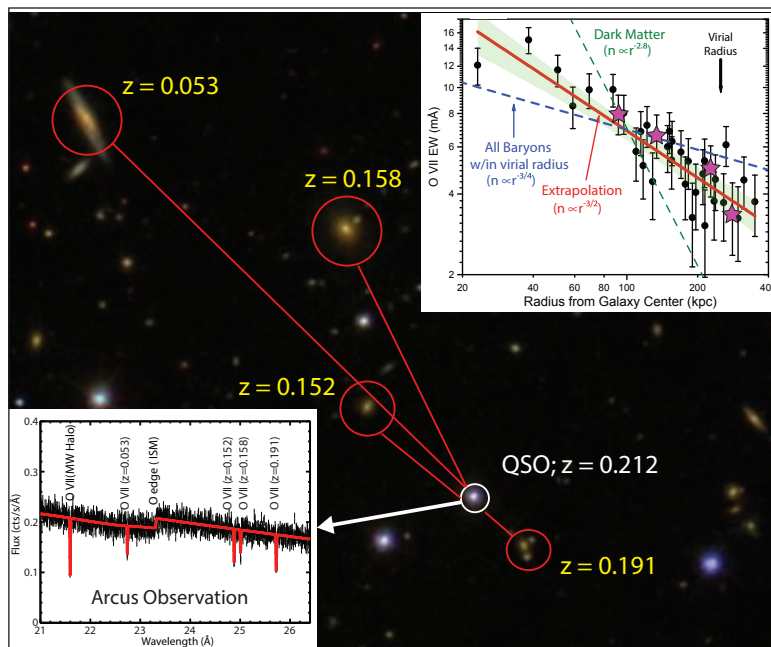 z = 0.053
z = 0.158
z = 0.152
QSO; z = 0.212
z = 0.191
O VII EW (mÅ)
16
14
12
10
8
6
4
2
Dark Matter
(n ∝r-2.8)
Virial
Radius
All Baryons
w/in virial radius
(n ∝r-3/4)
Extrapolation
(n ∝r-3/2)
20 40 60 80 100 200 40
Radius from Galaxy Center (kpc)
Flux (cts/s/Å)
0.4
0.3
0.2
0.1
0
O VII(MW Halo)
O VII (z=0.053)
O edge (ISM)
O VII (z=0.152)
O VII (z=0.158)
O VII (z=0.191)
Arcus Observation
21 22 23 24 25 26
Wavelength (Å)